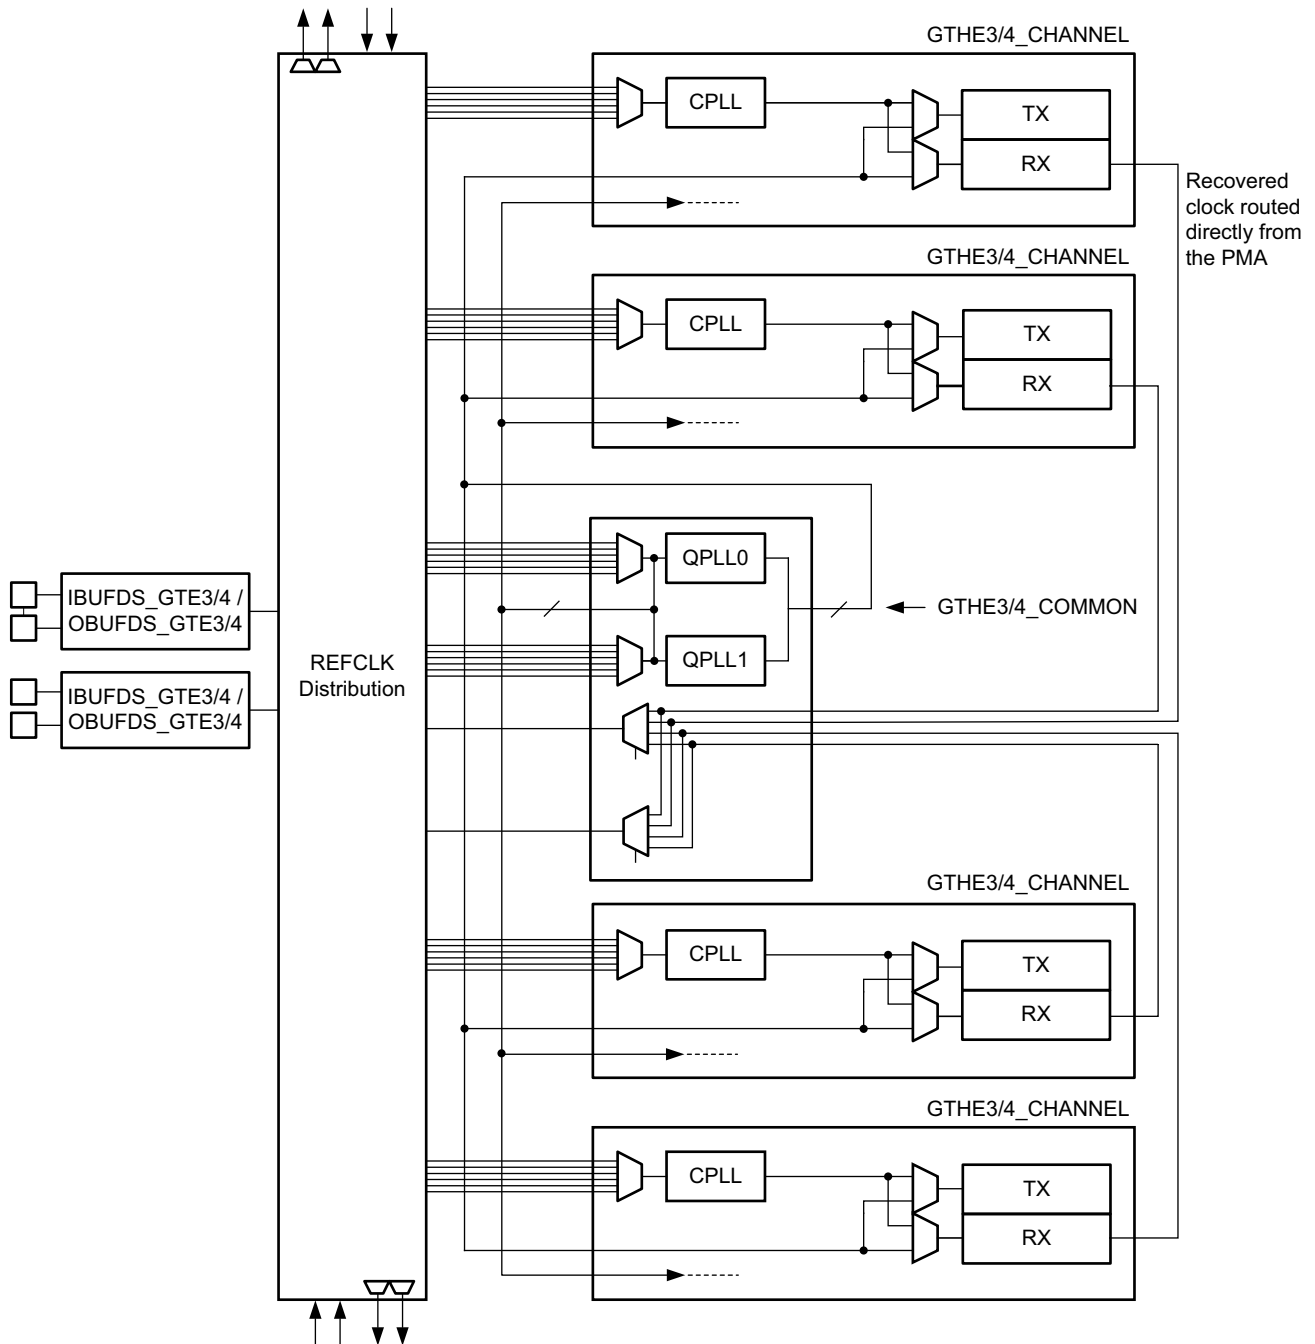 GTHE3/4_CHANNEL
CPLL
TX
RX
Recovered
clock routed
directly from
the PMA
GTHE3/4_CHANNEL
CPLL
TX
RX
QPLL0
IBUFDS_GTE3/4 /
OBUFDS_GTE3/4
GTHE3/4_COMMON
REFCLK
Distribution
QPLL1
IBUFDS_GTE3/4 /
OBUFDS_GTE3/4
GTHE3/4_CHANNEL
CPLL
TX
RX
GTHE3/4_CHANNEL
CPLL
TX
RX